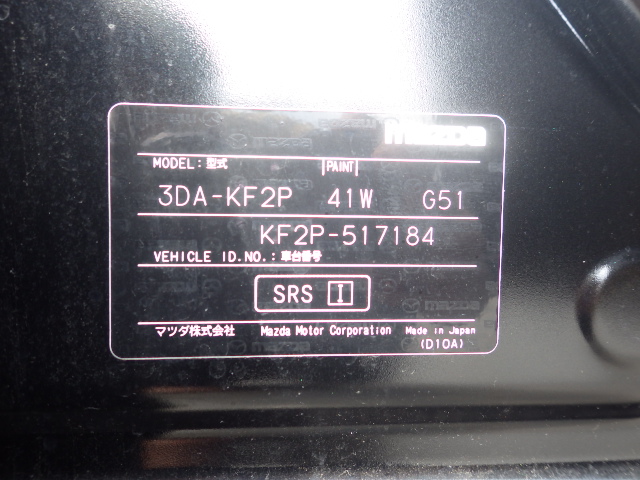 mazda
MODEL:型式 PAINT
3DA-KF2P 41W G51
KF2P-517184
VEHICLE ID.NO.:車台番号
SRS I
マツダ株式会社 Mazda Motor Corporation Made in Japan
(D10A)